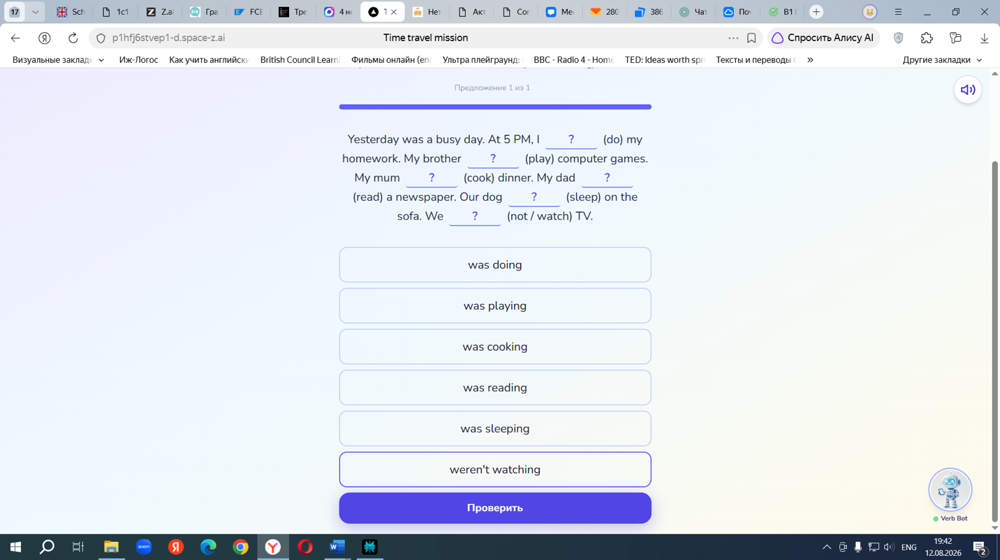 17
Sch
1c1
Z.ai
Гра
FCE
Тре
4 не
Нет
Акт
Cor
Мес
280
386
Чат
Поч
B1
p1hfj6stvep1-d.space-z.ai
Time travel mission
Спросить Алису AI
Визуальные заклад
Иж-Логос
Как учить английски
British Council Learn
Фильмы онлайн (eng
Ультра плейграунд:
BBC - Radio 4 - Home
TED: Ideas worth spr
Тексты и переводы
»
Другие закладки
Предложение 1 из 1
Yesterday was a busy day. At 5 PM, I ? (do) my
homework. My brother ? (play) computer games.
My mum ? (cook) dinner. My dad ?
(read) a newspaper. Our dog ? (sleep) on the
sofa. We ? (not / watch) TV.
was doing
was playing
was cooking
was reading
was sleeping
weren't watching
Проверить
Verb Bot
zoom
ENG
19:42
12.08.2026
2